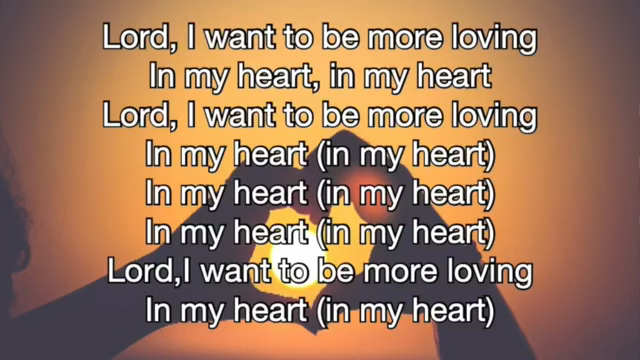 Lord, I want to be more loving
In my heart, in my heart
Lord, I want to be more loving
In my heart (in my heart)
In my heart (in my heart)
In my heart (in my heart)
Lord,I want to be more loving
In my heart (in my heart)